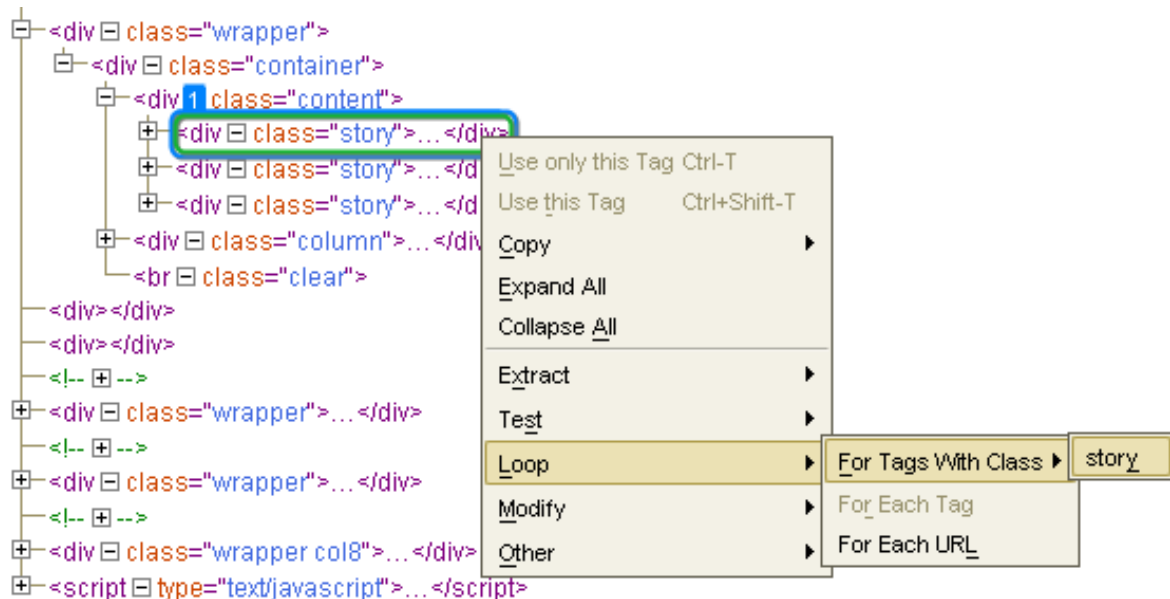 <div class="wrapper">
<div class="container">
<div 1 class="content">
<div class="story">...</div>
<div class="story">...</d
<div class="story">...</d
<div class="column">...</div
<br class="clear">
<div></div>
<div></div>
<!-- -->
<div class="wrapper">...</div>
<!-- -->
<div class="wrapper">...</div>
<!-- -->
<div class="wrapper col8">...</div>
<script type="text/javascript">...</script>
Use only this Tag Ctrl-T
Use this Tag Ctrl+Shift-T
Copy
Expand All
Collapse All
Extract
Test
Loop
Modify
Other
For Tags With Class
For Each Tag
For Each URL
story